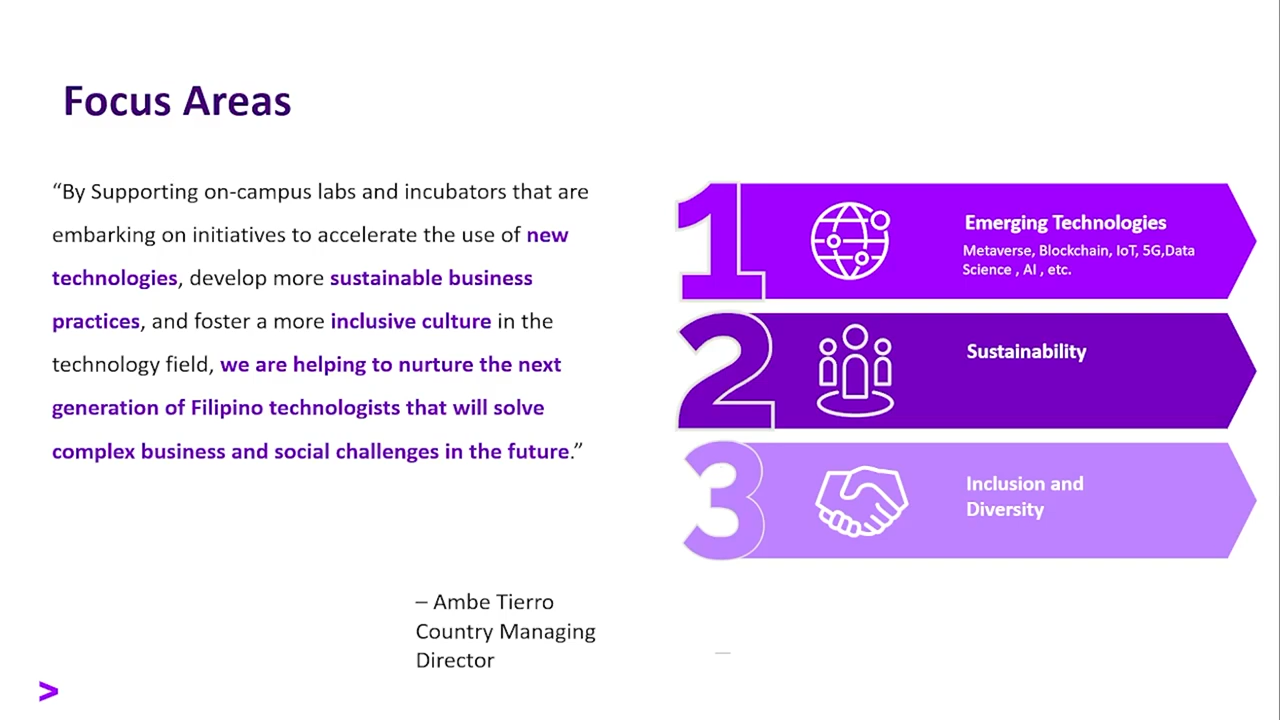 Focus Areas
“By Supporting on-campus labs and incubators that are
embarking on initiatives to accelerate the use of new
technologies, develop more sustainable business
practices, and foster a more inclusive culture in the
technology field, we are helping to nurture the next
generation of Filipino technologists that will solve
complex business and social challenges in the future.”
– Ambe Tierro
Country Managing
Director
1
Emerging Technologies
Metaverse, Blockchain, IoT, 5G,Data
Science , AI , etc.
2
Sustainability
3
Inclusion and
Diversity
>